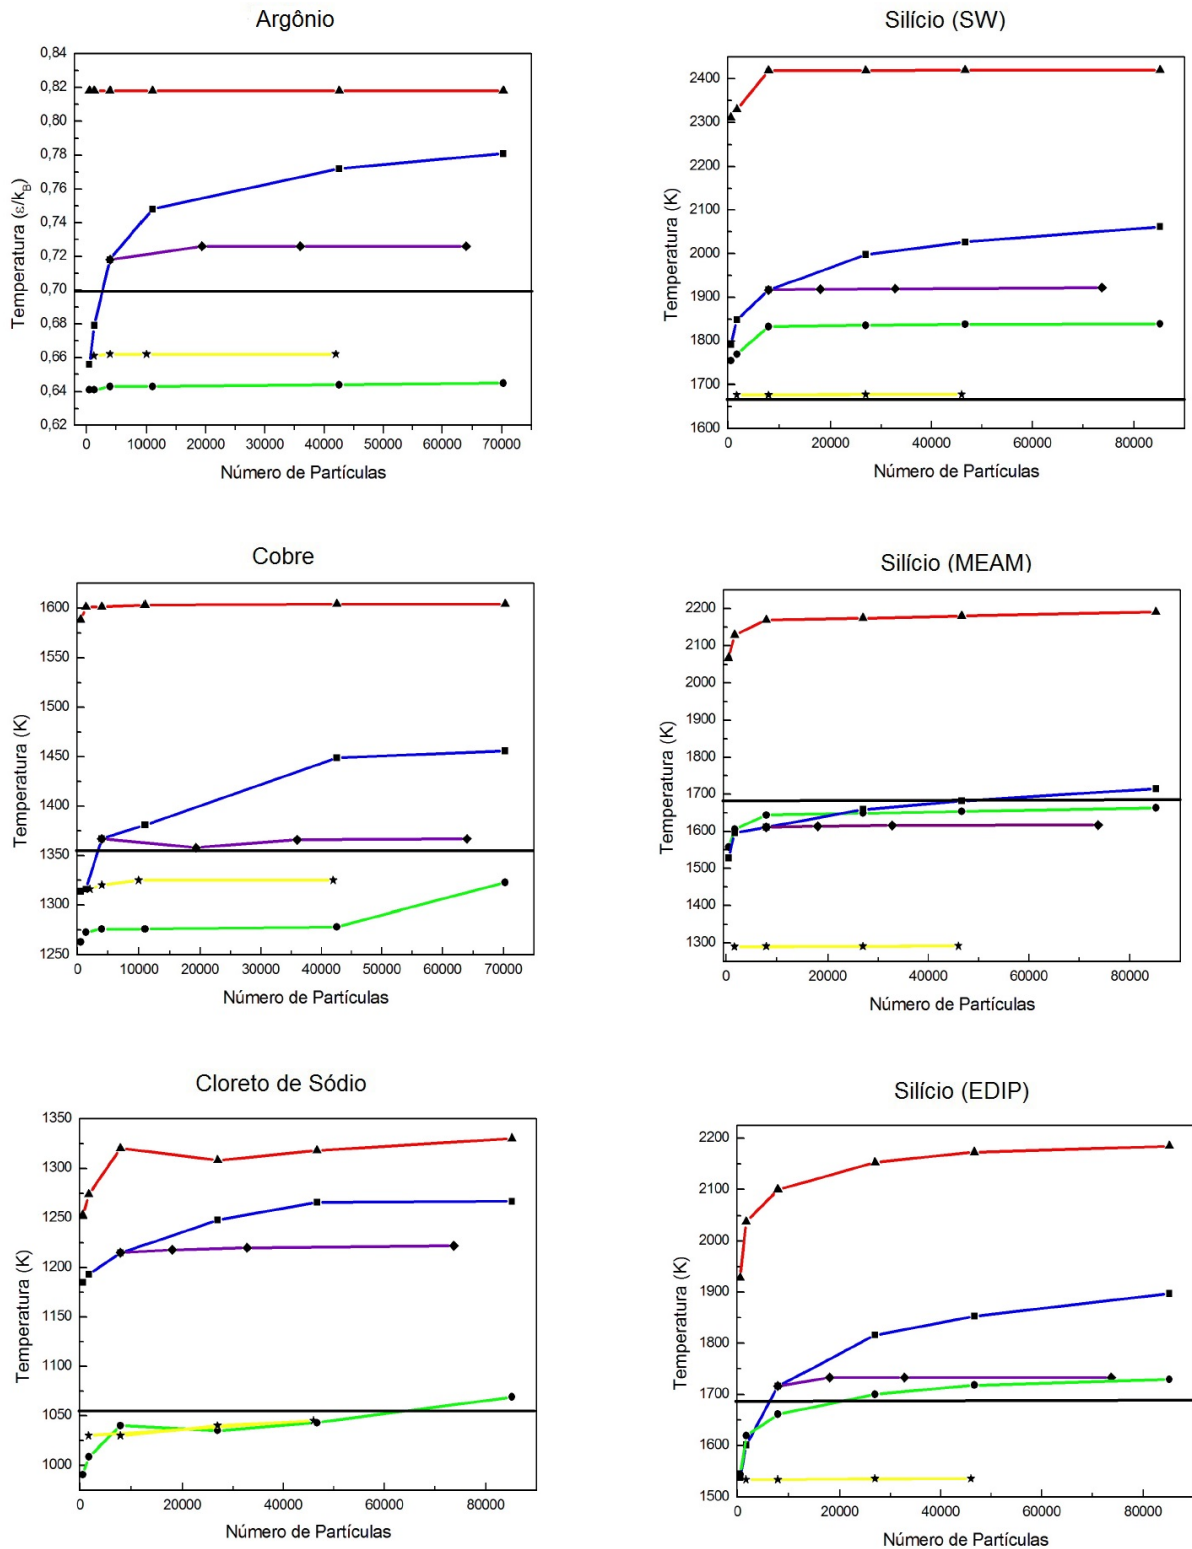 Argônio
0,84
0,82
0,80
0,78
0,76
0,74
0,72
0,70
0,68
0,66
0,64
0,62
Temperatura (ε/kB)
0 10000 20000 30000 40000 50000 60000 70000
Número de Partículas
Silício (SW)
2400
2300
2200
2100
2000
1900
1800
1700
1600
Temperatura (K)
0 20000 40000 60000 80000
Número de Partículas
Cobre
1600
1550
1500
1450
1400
1350
1300
1250
Temperatura (K)
0 10000 20000 30000 40000 50000 60000 70000
Número de Partículas
Silício (MEAM)
2200
2100
2000
1900
1800
1700
1600
1500
1400
1300
Temperatura (K)
0 20000 40000 60000 80000
Número de Partículas
Cloreto de Sódio
1350
1300
1250
1200
1150
1100
1050
1000
Temperatura (K)
0 20000 40000 60000 80000
Número de Partículas
Silício (EDIP)
2200
2100
2000
1900
1800
1700
1600
1500
Temperatura (K)
0 20000 40000 60000 80000
Número de Partículas